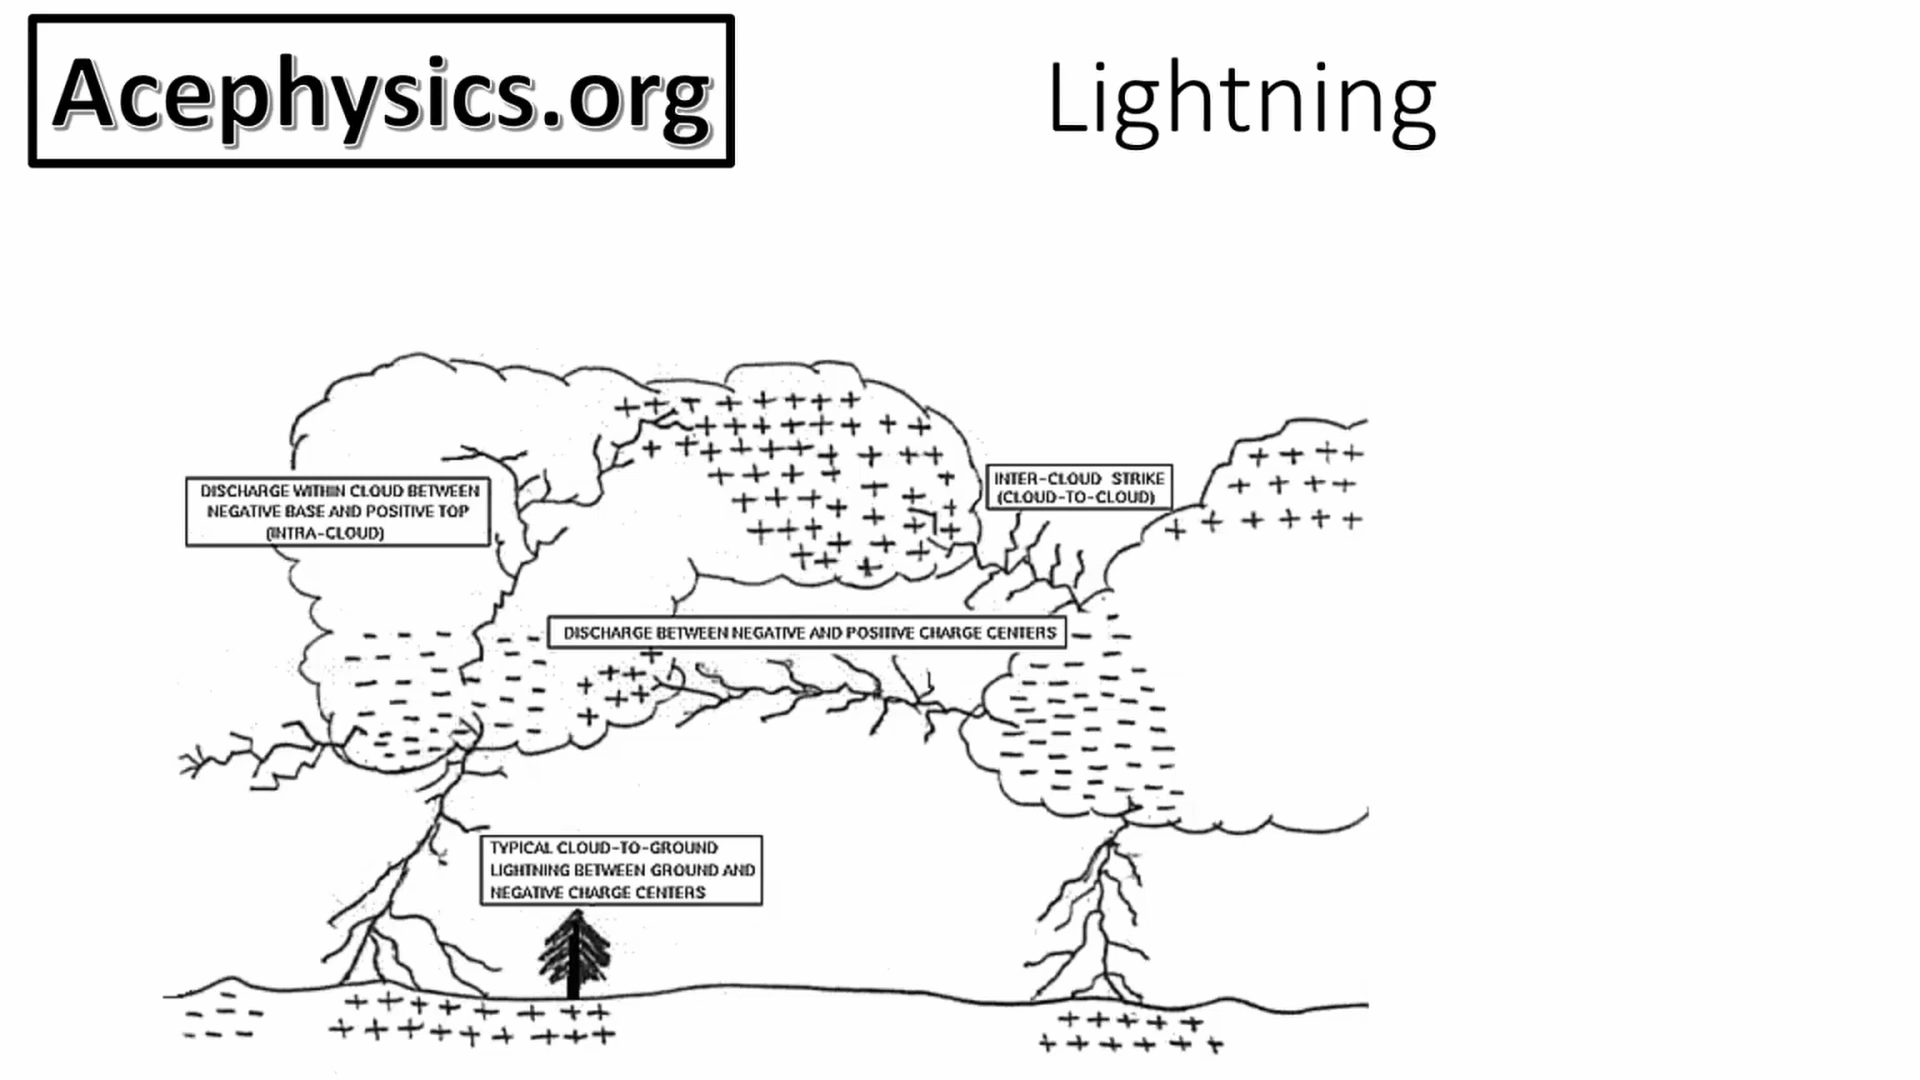 Acephysics.org
Lightning
DISCHARGE WITHIN CLOUD BETWEEN
NEGATIVE BASE AND POSITIVE TOP
(INTRA-CLOUD)
INTER-CLOUD STRIKE
(CLOUD-TO-CLOUD)
DISCHARGE BETWEEN NEGATIVE AND POSITIVE CHARGE CENTERS
TYPICAL CLOUD-TO-GROUND
LIGHTNING BETWEEN GROUND AND
NEGATIVE CHARGE CENTERS